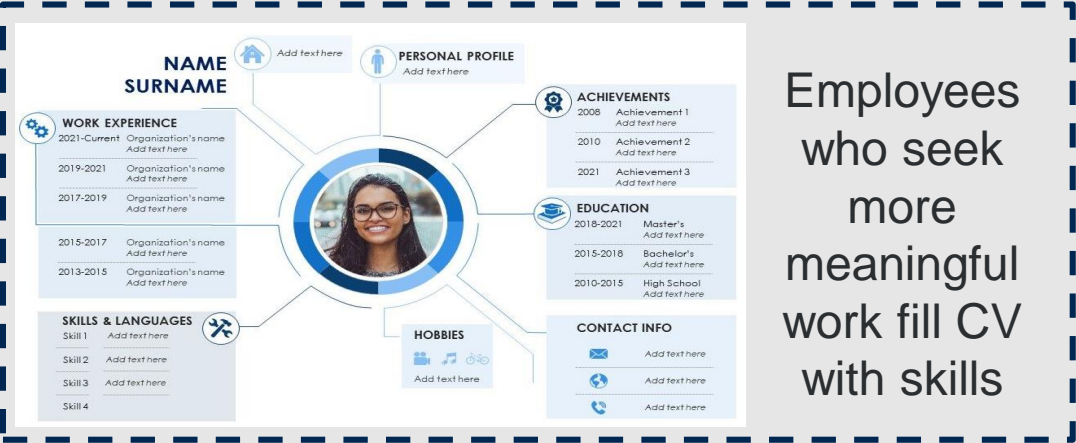 NAME
SURNAME
Add text here
PERSONAL PROFILE
Add text here
WORK EXPERIENCE
2021-Current Organization's name
Add text here
2019-2021 Organization's name
Add text here
2017-2019 Organization's name
Add text here
2015-2017 Organization's name
Add text here
2013-2015 Organization's name
Add text here
SKILLS & LANGUAGES
Skill 1 Add text here
Skill 2 Add text here
Skill 3 Add text here
Skill 4
HOBBIES
Add text here
ACHIEVEMENTS
2008 Achievement 1
Add text here
2010 Achievement 2
Add text here
2021 Achievement 3
Add text here
EDUCATION
2018-2021 Master's
Add text here
2015-2018 Bachelor's
Add text here
2010-2015 High School
Add text here
CONTACT INFO
Add text here
Add text here
Add text here
Employees
who seek
more
meaningful
work fill CV
with skills